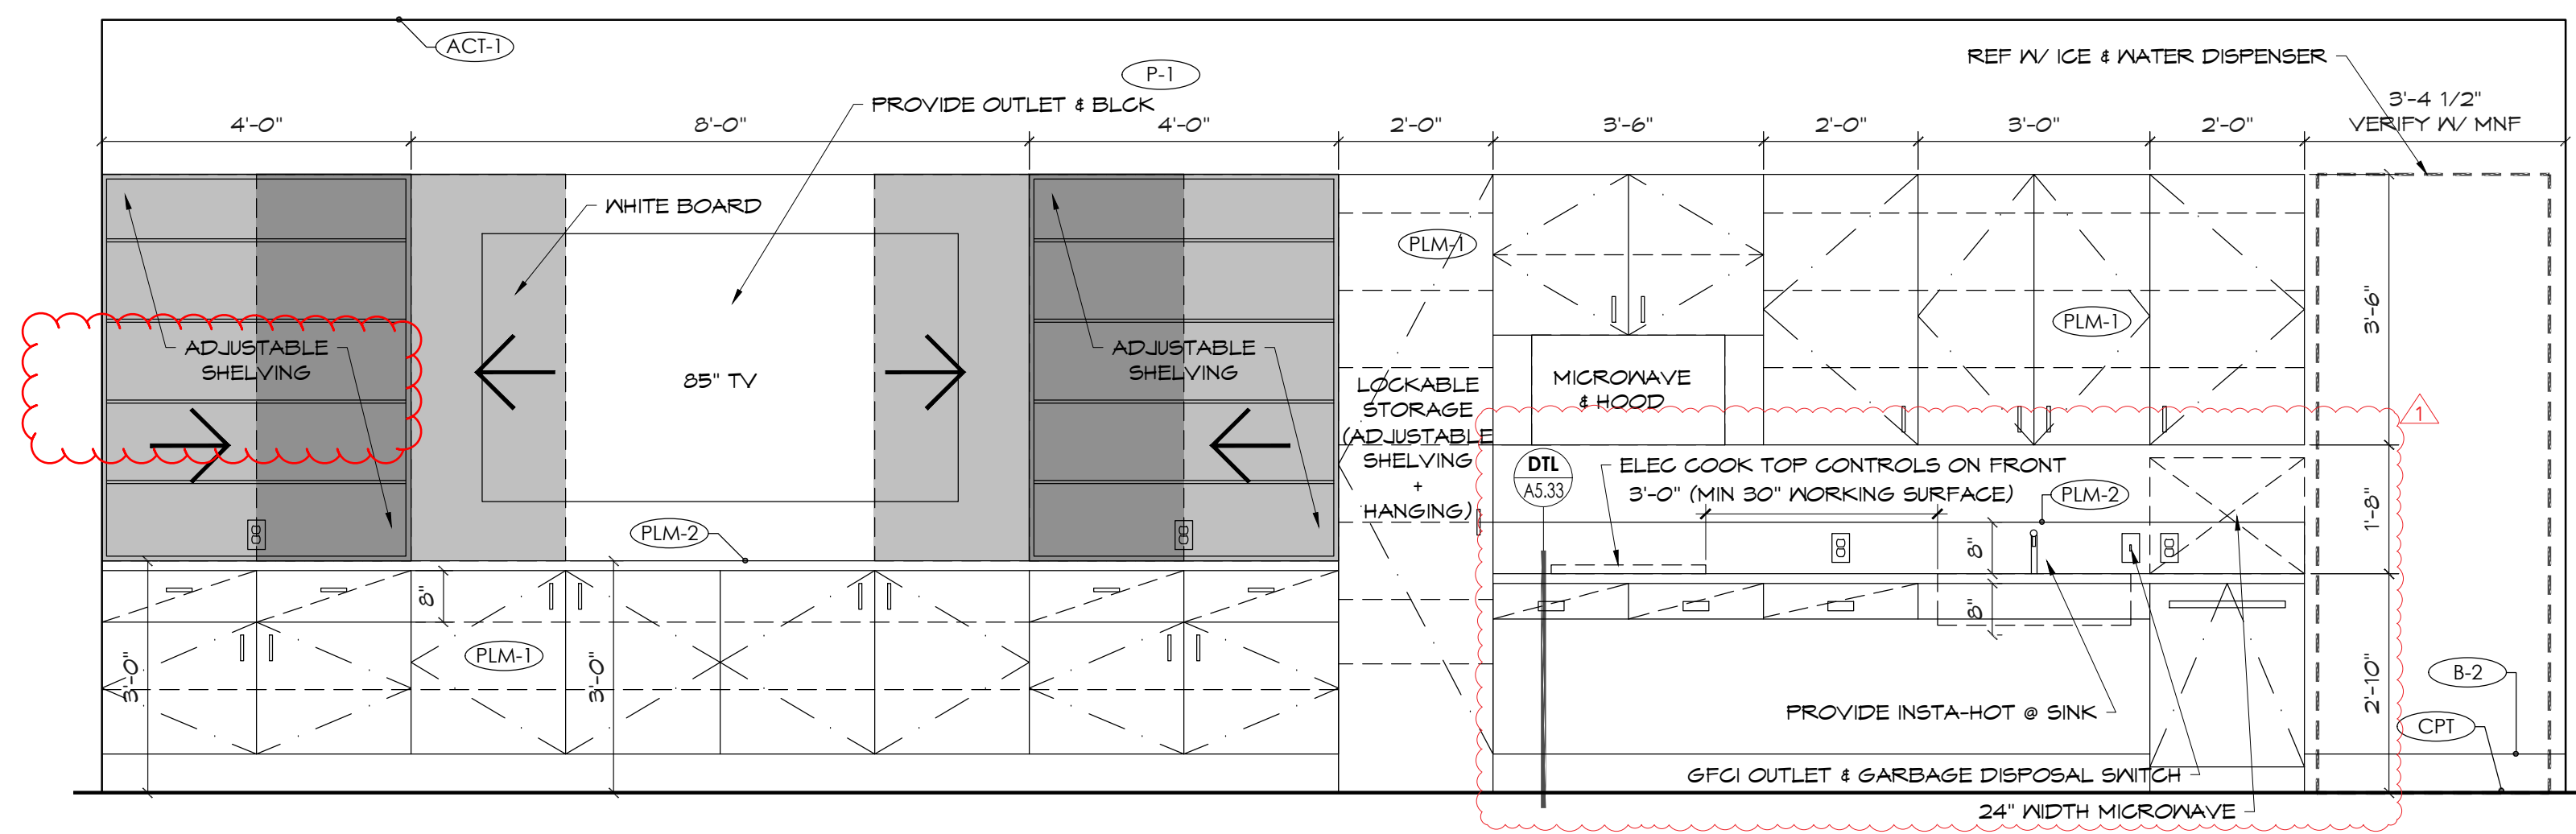 ACT-1
P-1
REF W/ ICE & WATER DISPENSER
PROVIDE OUTLET & BLCK
3'-4 1/2"
VERIFY W/ MNF
4'-0"
8'-0"
4'-0"
2'-0"
3'-6"
2'-0"
3'-0"
2'-0"
WHITE BOARD
PLM-1
PLM-1
3'-6"
ADJUSTABLE
SHELVING
85" TV
ADJUSTABLE
SHELVING
LOCKABLE
STORAGE
(ADJUSTABLE
SHELVING
+
HANGING)
MICROWAVE
& HOOD
1
DTL
A5.33
ELEC COOK TOP CONTROLS ON FRONT
3'-0" (MIN 30" WORKING SURFACE)
PLM-2
PLM-2
1'-8"
8"
8"
8"
PLM-1
3'-0"
3'-0"
2'-10"
B-2
PROVIDE INSTA-HOT @ SINK
CPT
GFCI OUTLET & GARBAGE DISPOSAL SWITCH
24" WIDTH MICROWAVE